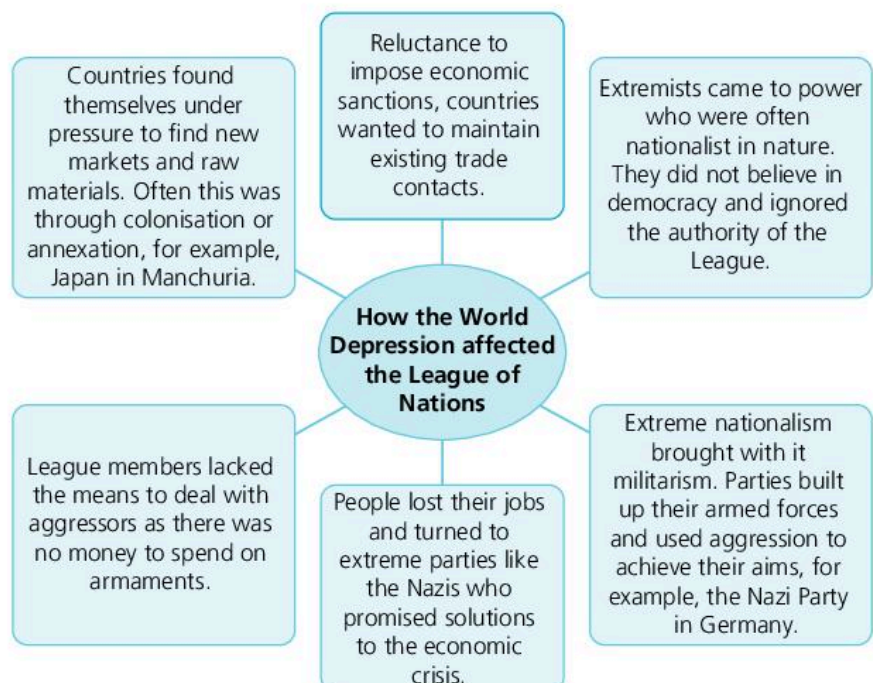 Countries found
themselves under
pressure to find new
markets and raw
materials. Often this was
through colonisation or
annexation, for example,
Japan in Manchuria.
Reluctance to
impose economic
sanctions, countries
wanted to maintain
existing trade
contacts.
Extremists came to power
who were often
nationalist in nature.
They did not believe in
democracy and ignored
the authority of the
League.
How the World
Depression affected
the League of
Nations
League members lacked
the means to deal with
aggressors as there was
no money to spend on
armaments.
People lost their jobs
and turned to
extreme parties like
the Nazis who
promised solutions
to the economic
crisis.
Extreme nationalism
brought with it
militarism. Parties built
up their armed forces
and used aggression to
achieve their aims, for
example, the Nazi Party
in Germany.